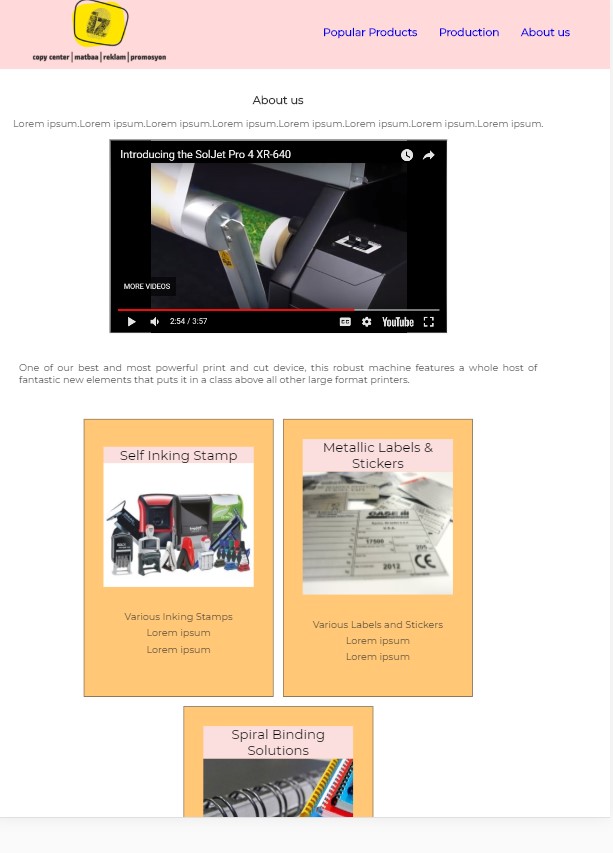 iz
copy center | matbaa | reklam | promosyon
Popular Products Production About us
About us
Lorem ipsum.Lorem ipsum.Lorem ipsum.Lorem ipsum.Lorem ipsum.Lorem ipsum.Lorem ipsum.Lorem ipsum.
Introducing the SolJet Pro 4 XR-640
MORE VIDEOS
2:54 / 3:57
CC
YouTube
One of our best and most powerful print and cut device, this robust machine features a whole host of
fantastic new elements that puts it in a class above all other large format printers.
Self Inking Stamp
Various Inking Stamps
Lorem ipsum
Lorem ipsum
Metallic Labels &
Stickers
CASE III
17500
205
2012
CE
Various Labels and Stickers
Lorem ipsum
Lorem ipsum
Spiral Binding
Solutions